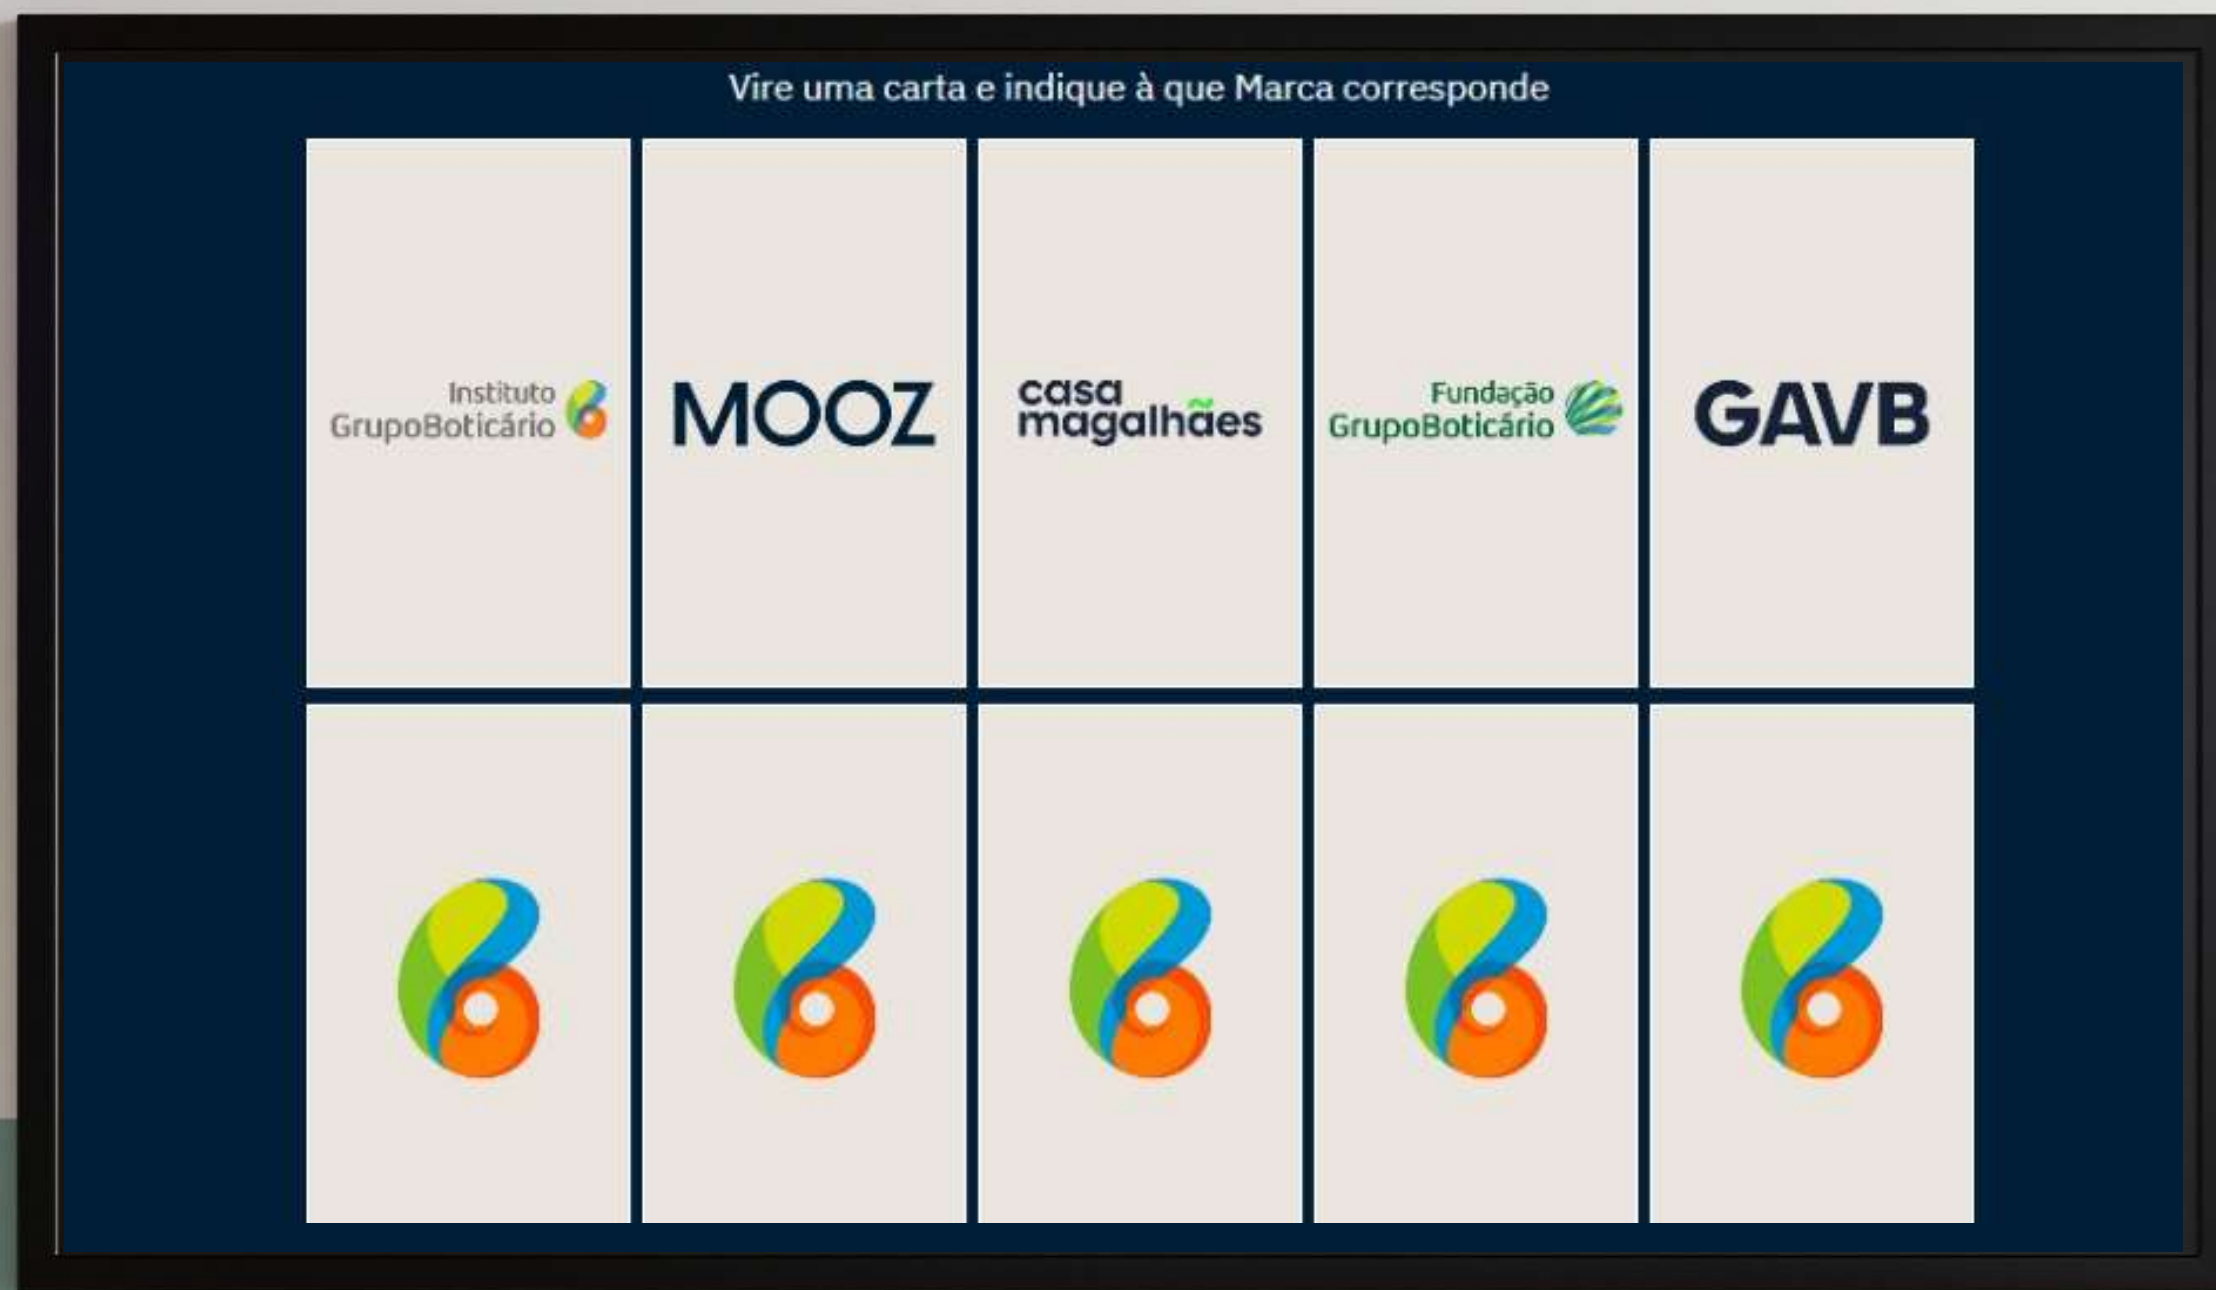 Vire uma carta e indique à que Marca corresponde
Instituto
GrupoBoticário
MOOZ
casa
magalhães
Fundação
GrupoBoticário
GAVB